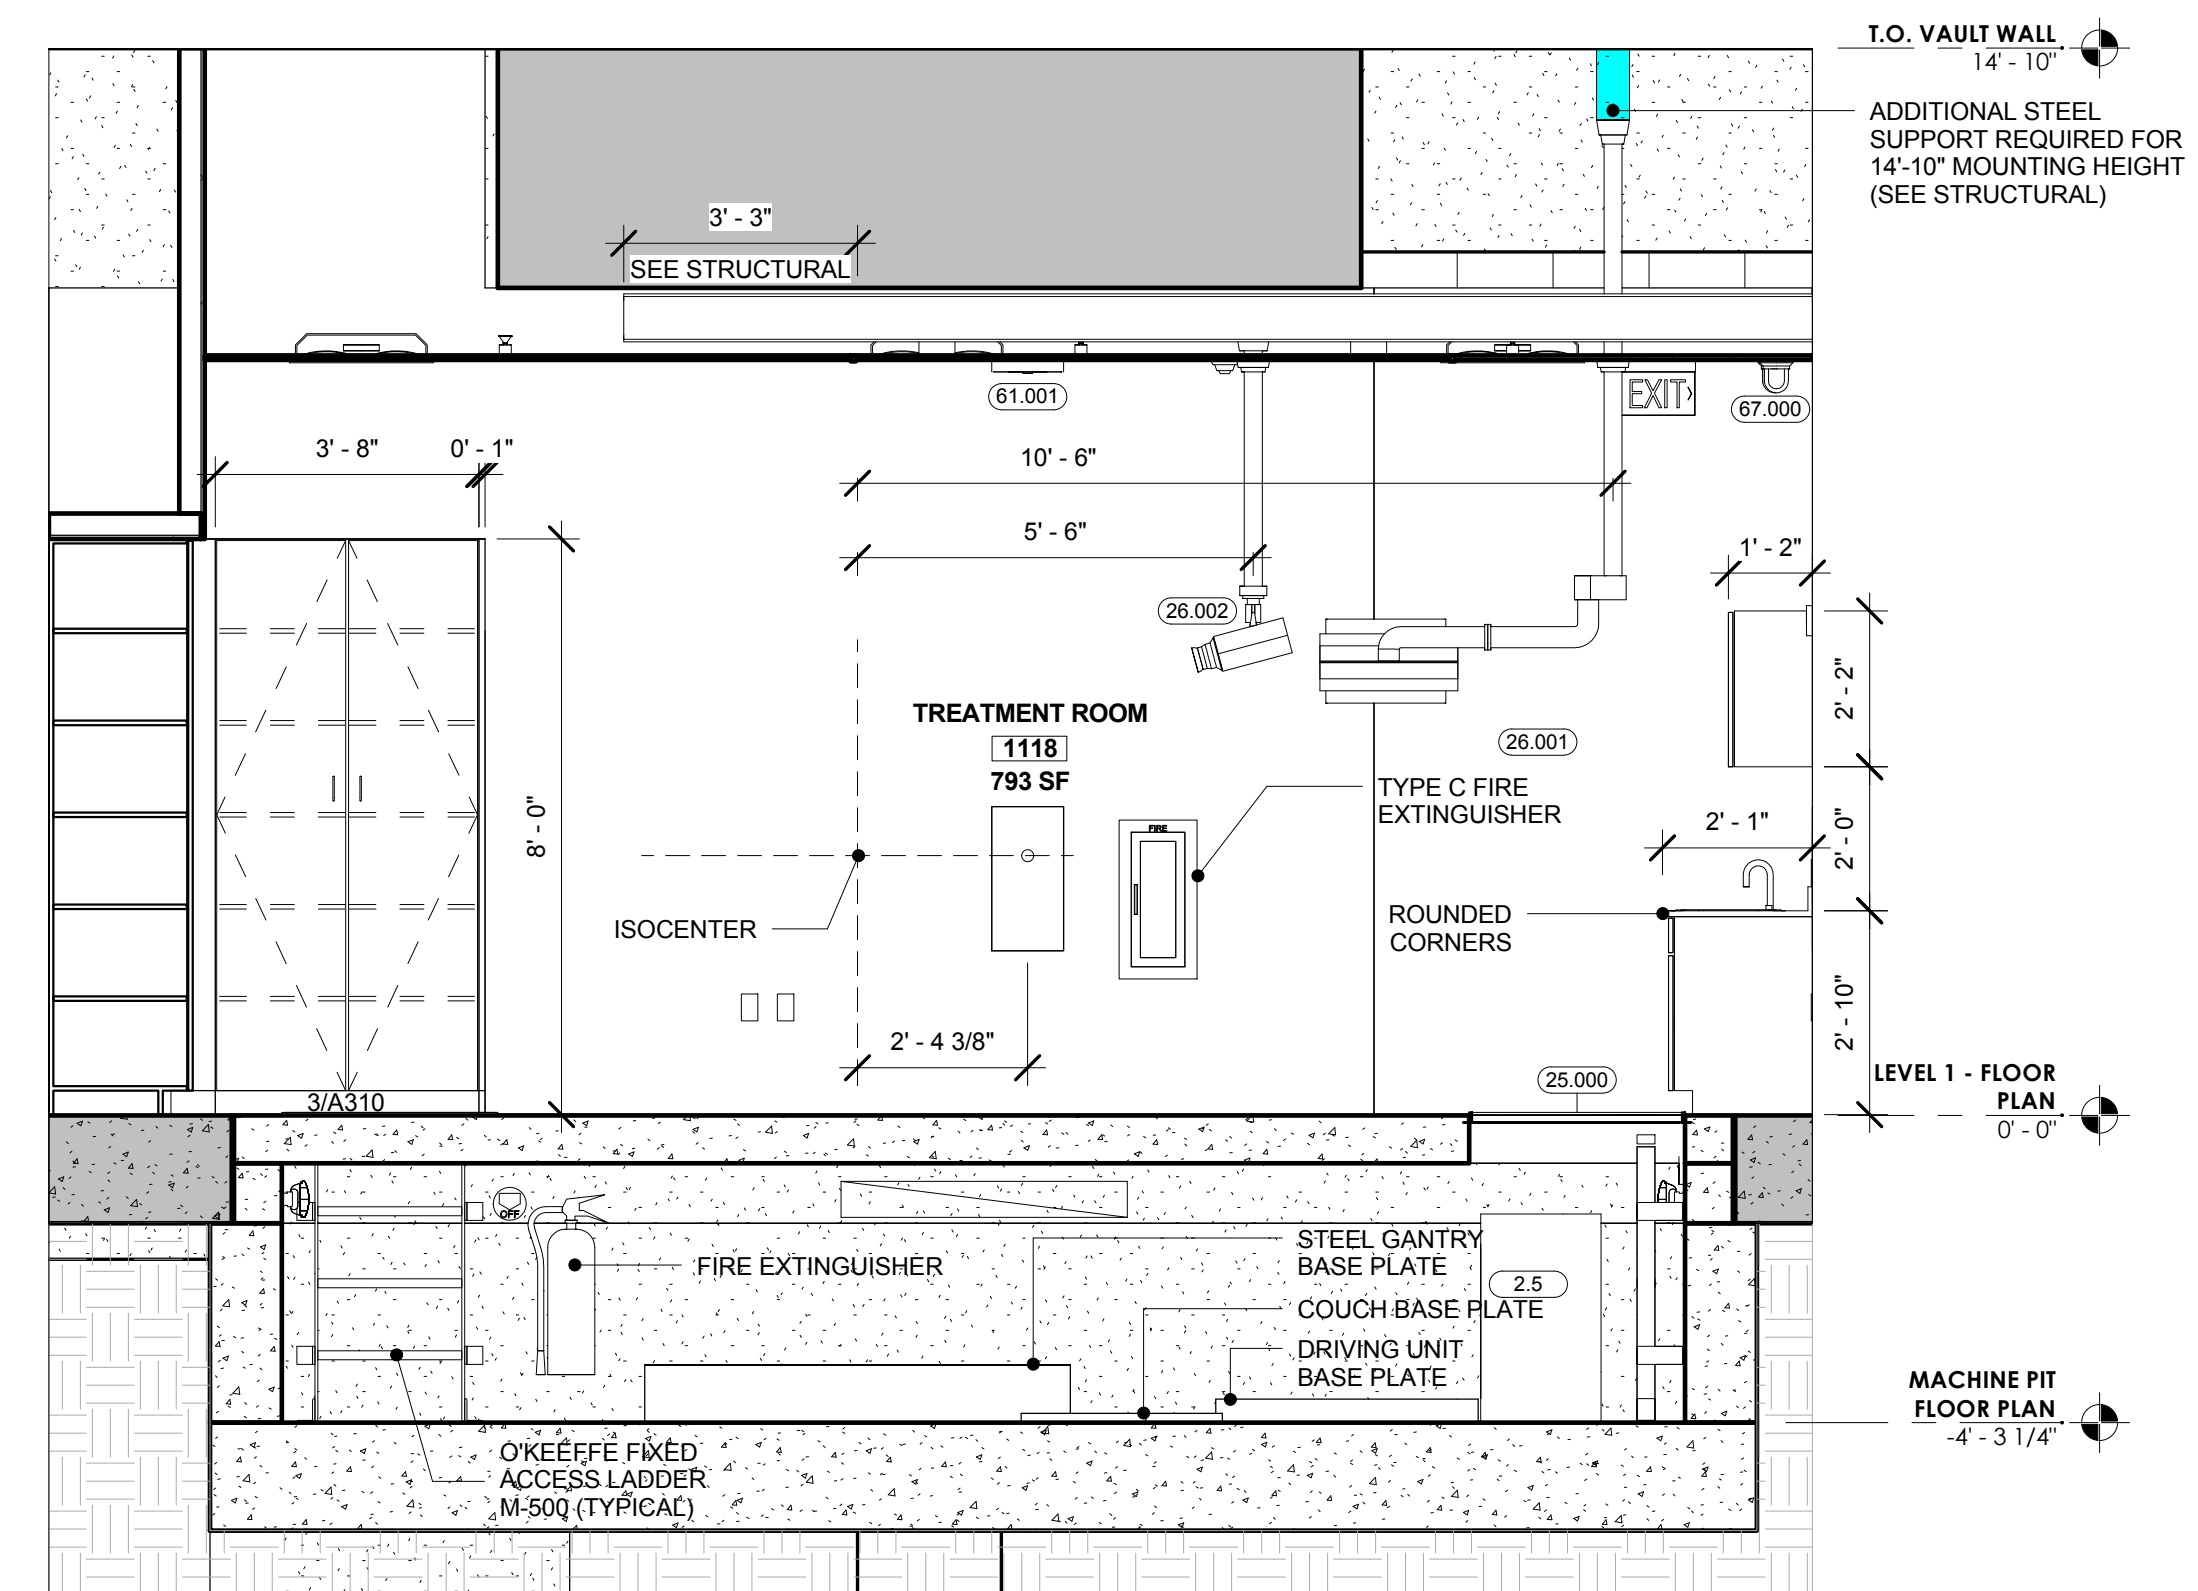 T.O. VAULT WALL
14' - 10"
ADDITIONAL STEEL
SUPPORT REQUIRED FOR
14'-10" MOUNTING HEIGHT
(SEE STRUCTURAL)
3' - 3"
SEE STRUCTURAL
61.001
EXIT
67.000
3' - 8"
0' - 1"
10' - 6"
5' - 6"
1' - 2"
26.002
2' - 2"
TREATMENT ROOM
1118
793 SF
26.001
TYPE C FIRE
EXTINGUISHER
FIRE
8' - 0"
2' - 1"
2' - 0"
ISOCENTER
ROUNDED
CORNERS
2' - 4 3/8"
2' - 10"
25.000
3/A310
LEVEL 1 - FLOOR
PLAN
0' - 0"
OFF
FIRE EXTINGUISHER
STEEL GANTRY
BASE PLATE
2.5
COUCH BASE PLATE
DRIVING UNIT
BASE PLATE
MACHINE PIT
FLOOR PLAN
-4' - 3 1/4"
O'KEEFFE FIXED
ACCESS LADDER
M-500 (TYPICAL)